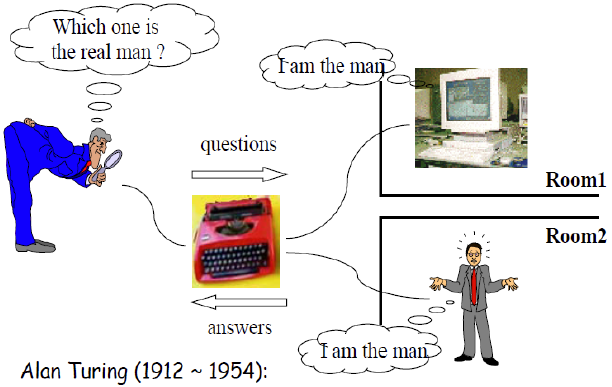 Which one is
the real man ?
I am the man
questions
Room1
Room2
answers
I am the man
Alan Turing (1912 ~ 1954):